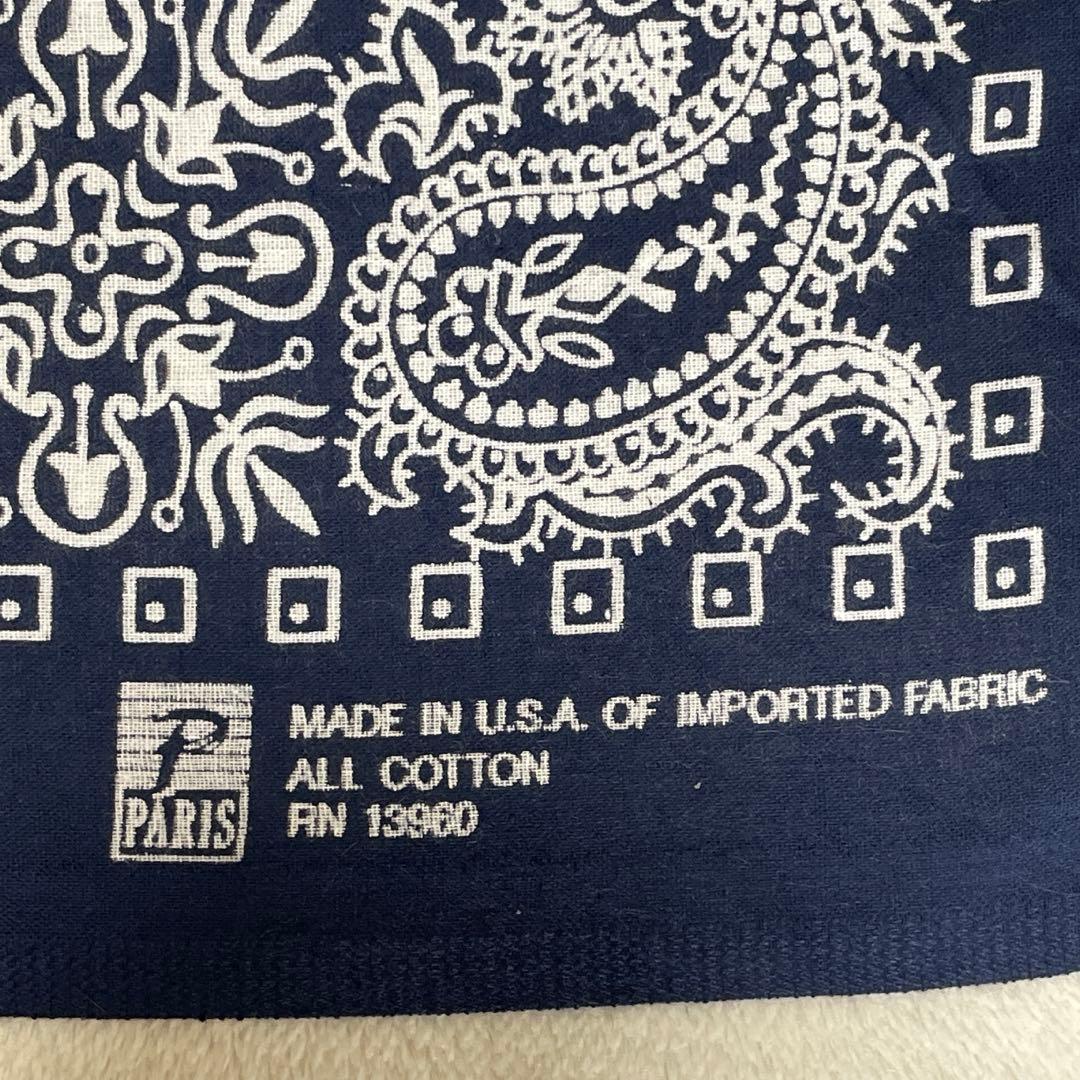 P
PARIS
MADE IN U.S.A. OF IMPORTED FABRIC
ALL COTTON
RN 13960